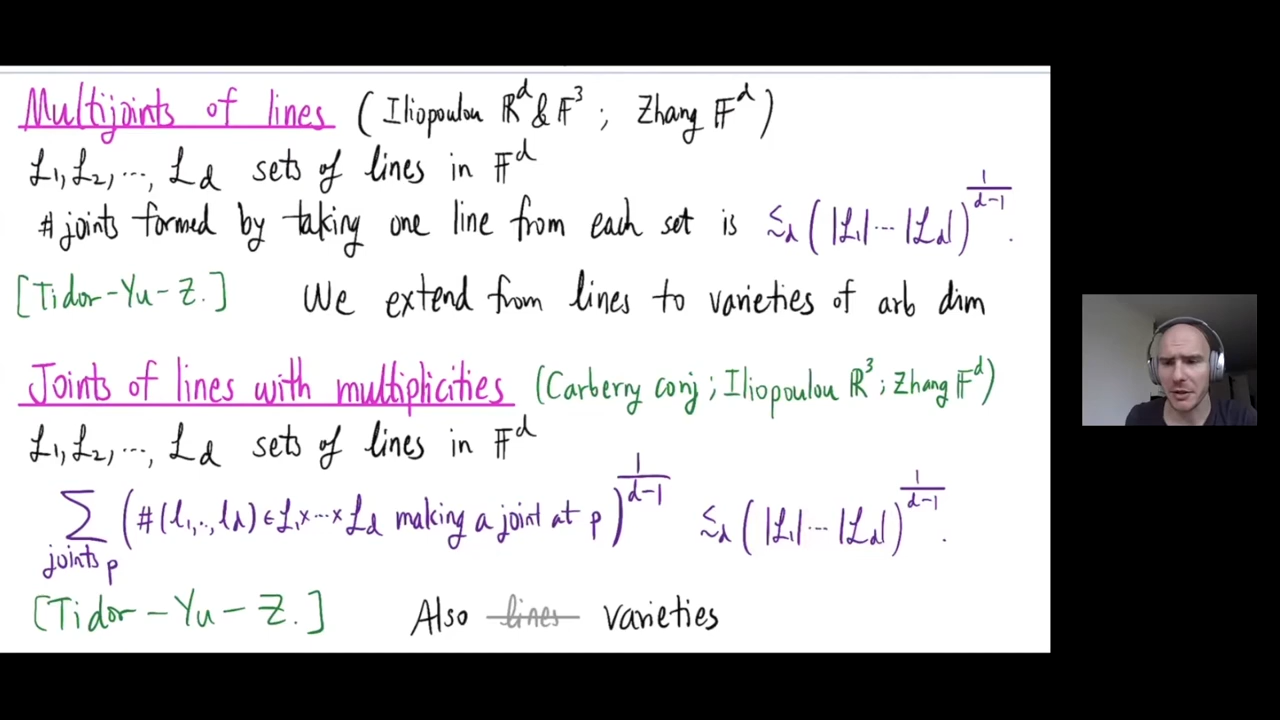 Multijoints of lines (Iliopoulou ℝ^d & 𝔽^3 ; Zhang 𝔽^d)
ℒ_1, ℒ_2, ..., ℒ_d sets of lines in 𝔽^d
# joints formed by taking one line from each set is ≲_d (|ℒ_1| ... |ℒ_d|)^{1/(d-1)}.
[Tidor-Yu-Z.] We extend from lines to varieties of arb dim
Joints of lines with multiplicities (Carberry conj ; Iliopoulou ℝ^3 ; Zhang 𝔽^d)
ℒ_1, ℒ_2, ..., ℒ_d sets of lines in 𝔽^d
∑_{joints p} (#(l_1,..,l_d) ∈ ℒ_1 × ... × ℒ_d making a joint at p)^{1/(d-1)} ≲_d (|ℒ_1| ... |ℒ_d|)^{1/(d-1)}.
[Tidor-Yu-Z.] Also lines varieties